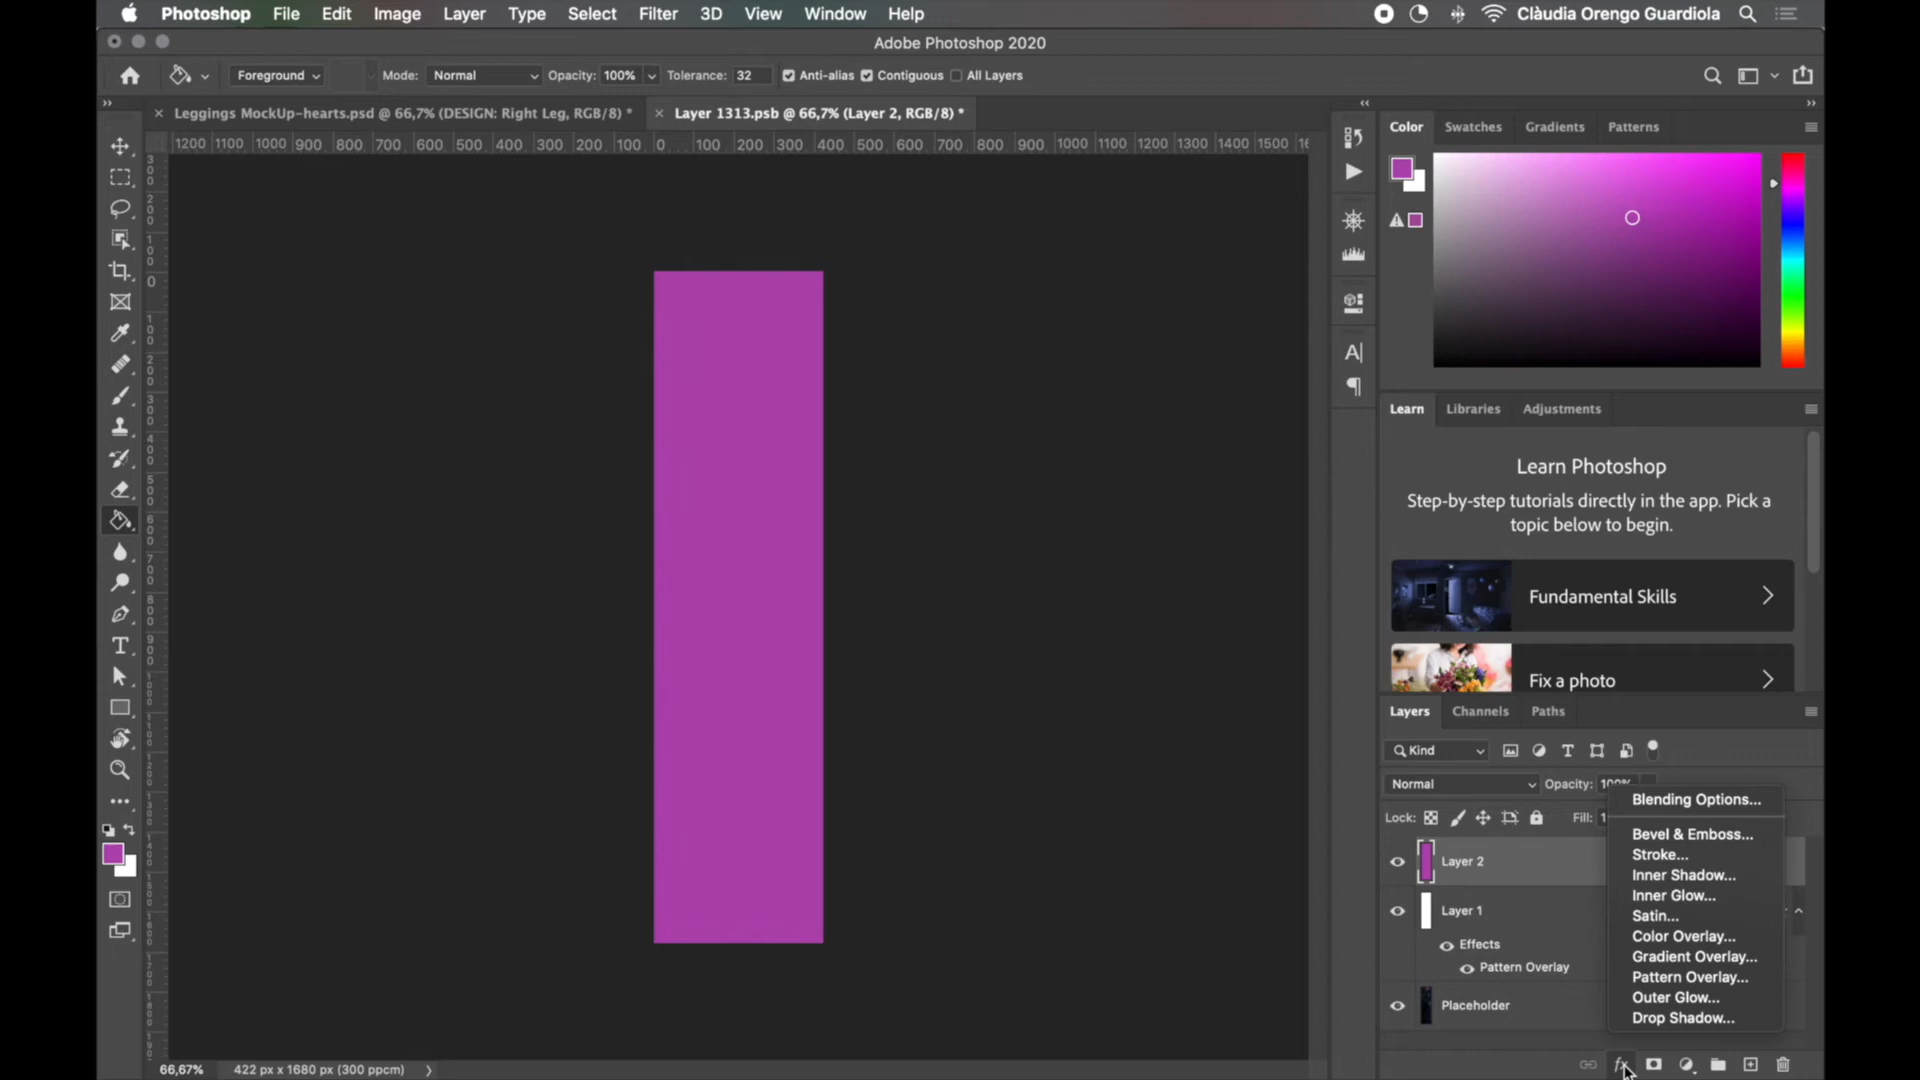 Photoshop File Edit Image Layer Type Select Filter 3D View Window Help Clàudia Orengo Guardiola
Adobe Photoshop 2020
Foreground Mode: Normal Opacity: 100% Tolerance: 32 Anti-alias Contiguous All Layers
Leggings MockUp-hearts.psd @ 66,7% (DESIGN: Right Leg, RGB/8) * Layer 1313.psb @ 66,7% (Layer 2, RGB/8) *
1200 1100 1000 900 800 700 600 500 400 300 200 100 0 100 200 300 400 500 600 700 800 900 1000 1100 1200 1300 1400 1500
Color Swatches Gradients Patterns
Learn Libraries Adjustments
Learn Photoshop
Step-by-step tutorials directly in the app. Pick a
topic below to begin.
Fundamental Skills
Fix a photo
Layers Channels Paths
Kind
Normal Opacity: 100%
Lock: Fill:
Blending Options...
Bevel & Emboss...
Stroke...
Inner Shadow...
Inner Glow...
Satin...
Color Overlay...
Gradient Overlay...
Pattern Overlay...
Outer Glow...
Drop Shadow...
Layer 2
Layer 1
Effects
Pattern Overlay
Placeholder
66,67% 422 px x 1680 px (300 ppcm)
fx